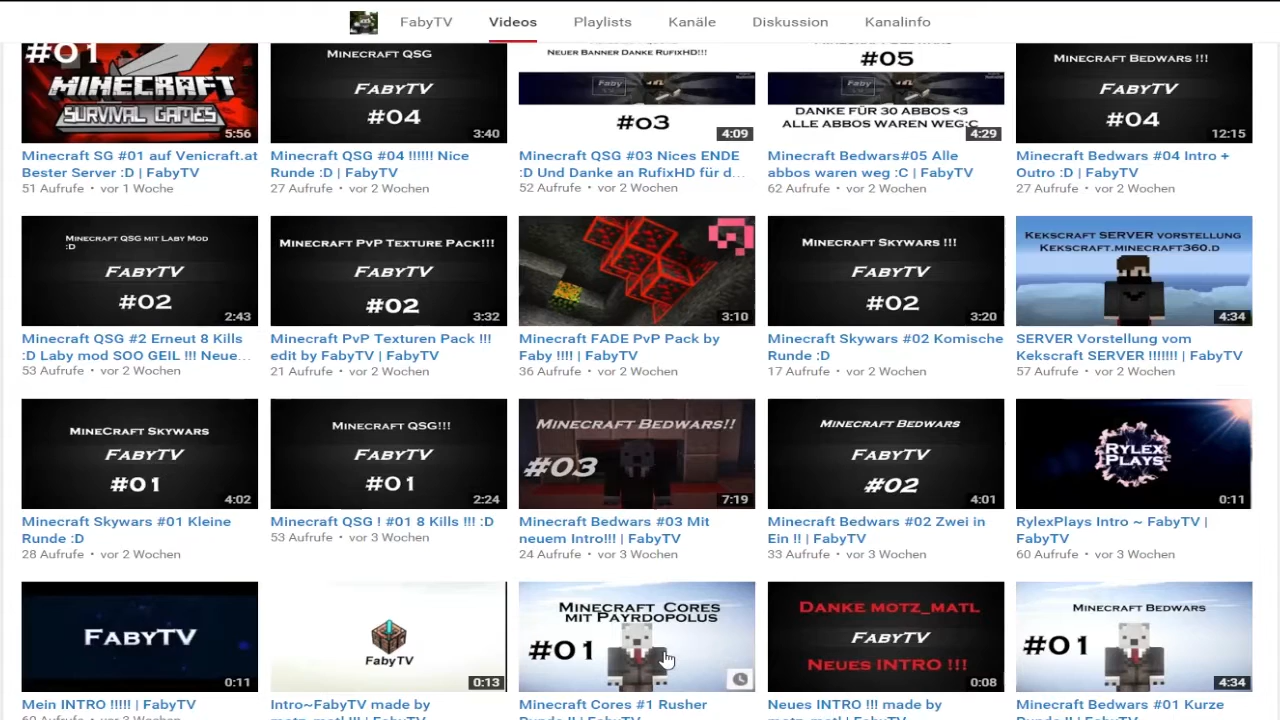 FabyTV
Videos
Playlists
Kanäle
Diskussion
Kanalinfo
#01
MINECRAFT
SURVIVAL GAMES
5:56
Minecraft SG #01 auf Venicraft.at
Bester Server :D | FabyTV
51 Aufrufe • vor 1 Woche
MINECRAFT QSG
FABYTV
#04
3:40
Minecraft QSG #04 !!!!!! Nice
Runde :D | FabyTV
27 Aufrufe • vor 2 Wochen
NEUER BANNER DANKE RUFIXHD!!!
Faby
#03
4:09
Minecraft QSG #03 Nices ENDE
:D Und Danke an RufixHD für d...
52 Aufrufe • vor 2 Wochen
#05
Faby
DANKE FÜR 30 ABBOS <3
ALLE ABBOS WAREN WEG:C
4:29
Minecraft Bedwars#05 Alle
abbos waren weg :C | FabyTV
62 Aufrufe • vor 2 Wochen
MINECRAFT BEDWARS !!!
FABYTV
#04
12:15
Minecraft Bedwars #04 Intro +
Outro :D | FabyTV
27 Aufrufe • vor 2 Wochen
MINECRAFT QSG MIT LABY MOD
:D
FABYTV
#02
2:43
Minecraft QSG #2 Erneut 8 Kills
:D Laby mod SOO GEIL !!! Neue...
53 Aufrufe • vor 2 Wochen
MINECRAFT PVP TEXTURE PACK!!!
FABYTV
#02
3:32
Minecraft PvP Texturen Pack !!!
edit by FabyTV | FabyTV
21 Aufrufe • vor 2 Wochen
3:10
Minecraft FADE PvP Pack by
Faby !!!! | FabyTV
36 Aufrufe • vor 2 Wochen
MINECRAFT SKYWARS !!!
FABYTV
#02
3:20
Minecraft Skywars #02 Komische
Runde :D
17 Aufrufe • vor 2 Wochen
KEKSCRAFT SERVER VORSTELLUNG
KEKSCRAFT.MINECRAFT360.D
4:34
SERVER Vorstellung vom
Kekscraft SERVER !!!!!!! | FabyTV
57 Aufrufe • vor 2 Wochen
MINECRAFT SKYWARS
FABYTV
#01
4:02
Minecraft Skywars #01 Kleine
Runde :D
28 Aufrufe • vor 2 Wochen
MINECRAFT QSG!!!
FABYTV
#01
2:24
Minecraft QSG ! #01 8 Kills !!! :D
53 Aufrufe • vor 3 Wochen
MINECRAFT BEDWARS!!
#03
7:19
Minecraft Bedwars #03 Mit
neuem Intro!!! | FabyTV
24 Aufrufe • vor 3 Wochen
MINECRAFT BEDWARS
FABYTV
#02
4:01
Minecraft Bedwars #02 Zwei in
Ein !! | FabyTV
33 Aufrufe • vor 3 Wochen
RYLEX
PLAYS
0:11
RylexPlays Intro ~ FabyTV |
FabyTV
60 Aufrufe • vor 3 Wochen
FABYTV
0:11
Mein INTRO !!!!! | FabyTV
FabyTV
0:13
Intro~FabyTV made by
MINECRAFT CORES
MIT PAYRDOPOLUS
#01
Minecraft Cores #1 Rusher
DANKE MOTZ_MATL
FABYTV
NEUES INTRO !!!
0:08
Neues INTRO !!! made by
MINECRAFT BEDWARS
#01
4:34
Minecraft Bedwars #01 Kurze